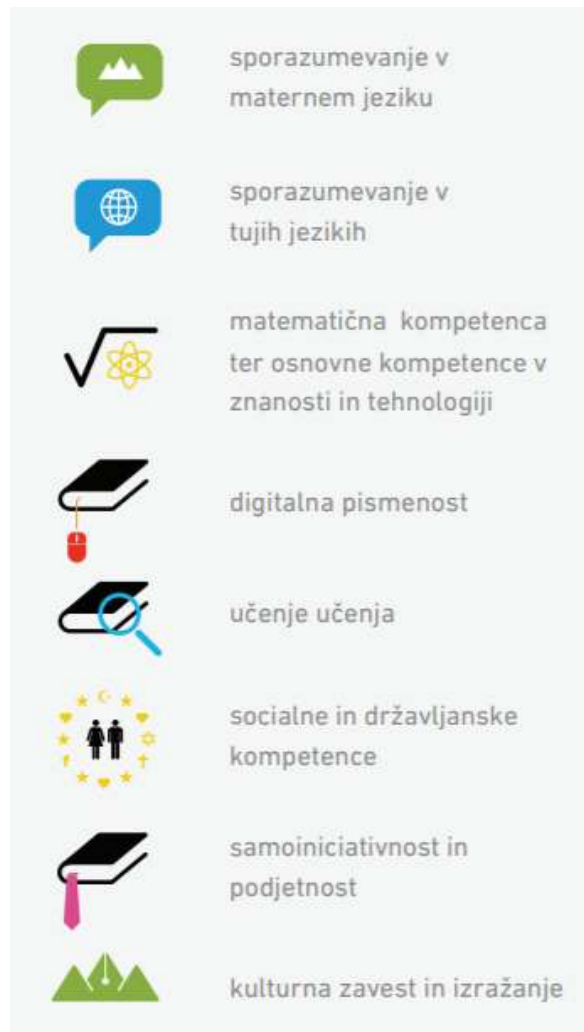 sporazumevanje v
maternem jeziku
sporazumevanje v
tujih jezikih
matematična kompetenca
ter osnovne kompetence v
znanosti in tehnologiji
digitalna pismenost
učenje učenja
socialne in državljanske
kompetence
samoiniciativnost in
podjetnost
kulturna zavest in izražanje